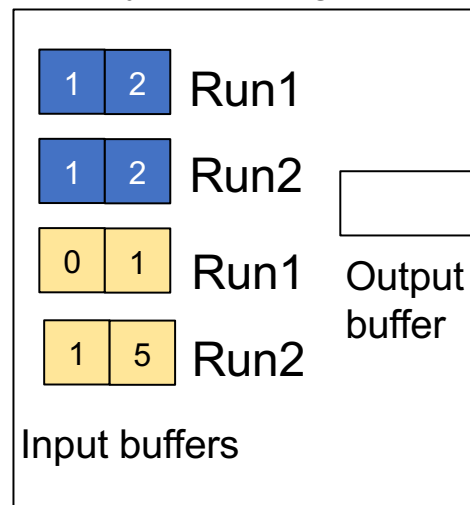 1 2 Run1
1 2 Run2
0 1 Run1
Output
buffer
1 5 Run2
Input buffers